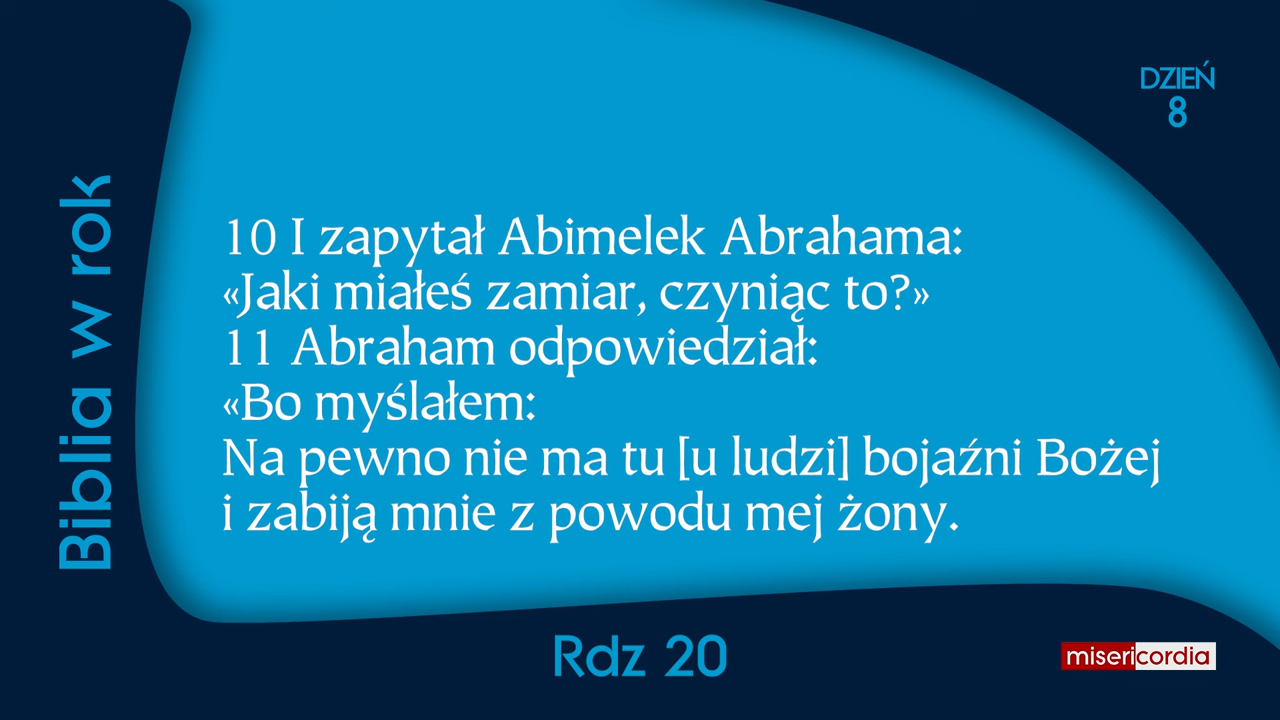 DZIEŃ
8
Biblia w rok
10 I zapytał Abimelek Abrahama:
«Jaki miałeś zamiar, czyniąc to?»
11 Abraham odpowiedział:
«Bo myślałem:
Na pewno nie ma tu [u ludzi] bojaźni Bożej
i zabiją mnie z powodu mej żony.
Rdz 20
misericordia